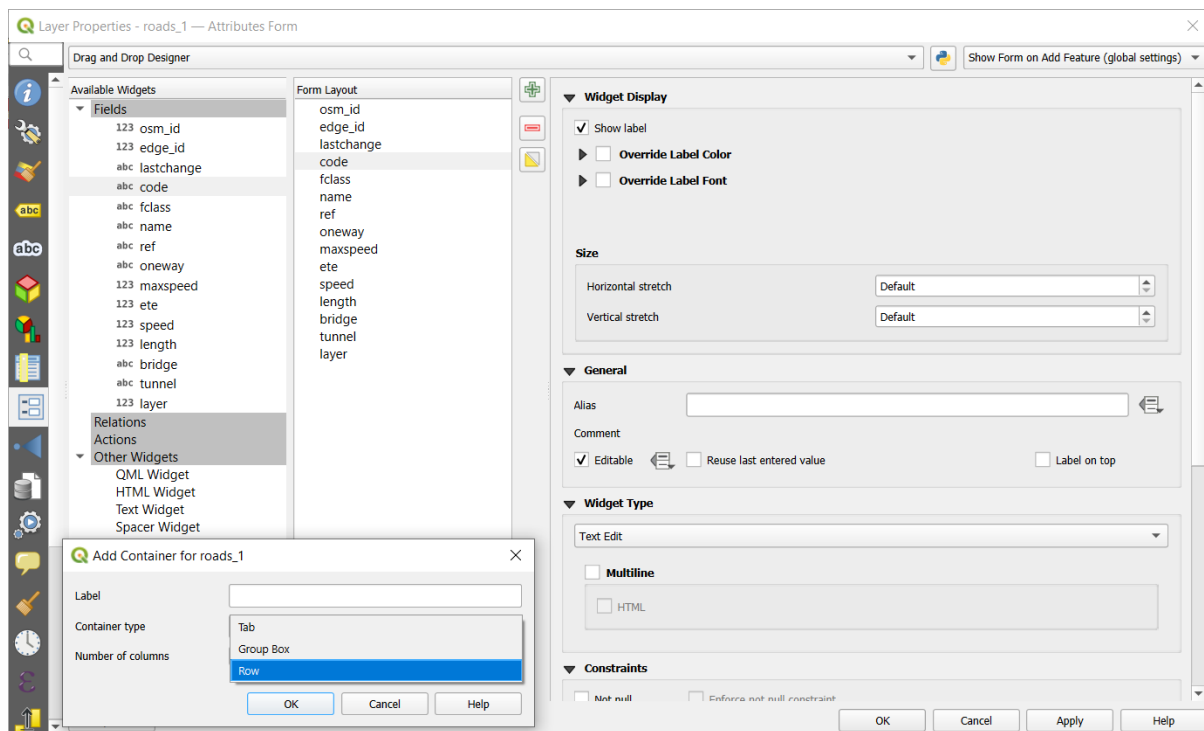 Layer Properties - roads_1 — Attributes Form
Drag and Drop Designer
Show Form on Add Feature (global settings)
Available Widgets
Fields
123 osm_id
123 edge_id
abc lastchange
abc code
abc fclass
abc name
abc ref
abc oneway
123 maxspeed
123 ete
123 speed
123 length
abc bridge
abc tunnel
123 layer
Relations
Actions
Other Widgets
QML Widget
HTML Widget
Text Widget
Spacer Widget
Form Layout
osm_id
edge_id
lastchange
code
fclass
name
ref
oneway
maxspeed
ete
speed
length
bridge
tunnel
layer
abc
abc
Widget Display
Show label
Override Label Color
Override Label Font
Size
Horizontal stretch
Default
Vertical stretch
Default
General
Alias
Comment
Editable
Reuse last entered value
Label on top
Widget Type
Text Edit
Multiline
HTML
Constraints
Not null
Enforce not null constraint
OK
Cancel
Apply
Help
Add Container for roads_1
Label
Container type
Tab
Group Box
Number of columns
Row
OK
Cancel
Help